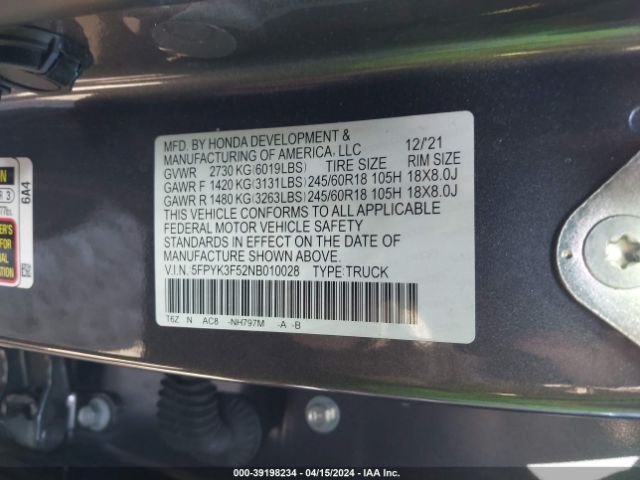 MFD. BY HONDA DEVELOPMENT & 12/'21
MANUFACTURING OF AMERICA, LLC
GVWR 2730 KG(6019LBS) TIRE SIZE RIM SIZE
GAWR F 1420 KG(3131LBS) 245/60R18 105H 18X8.0J
GAWR R 1480 KG(3263LBS) 245/60R18 105H 18X8.0J
THIS VEHICLE CONFORMS TO ALL APPLICABLE
FEDERAL MOTOR VEHICLE SAFETY
STANDARDS IN EFFECT ON THE DATE OF
MANUFACTURE SHOWN ABOVE.
V.I.N. 5FPYK3F52NB010028 TYPE:TRUCK
T6Z N AC8 -NH797M -A -B
6A4
000-39198234 - 04/15/2024 - IAA Inc.